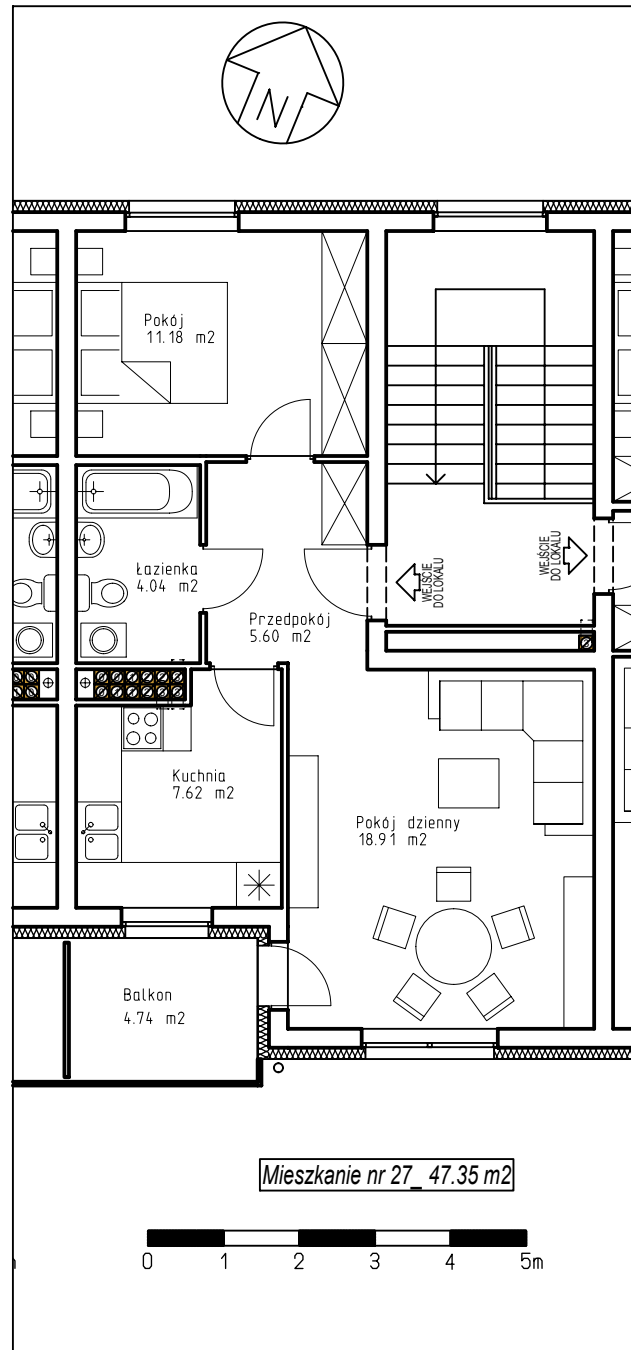 N
Pokój
11.18 m2
Łazienka
4.04 m2
Przedpokój
5.60 m2
WEJŚCIE
DO LOKALU
WEJŚCIE
DO LOKALU
Kuchnia
7.62 m2
Pokój dzienny
18.91 m2
Balkon
4.74 m2
Mieszkanie nr 27_ 47.35 m2
0 1 2 3 4 5m